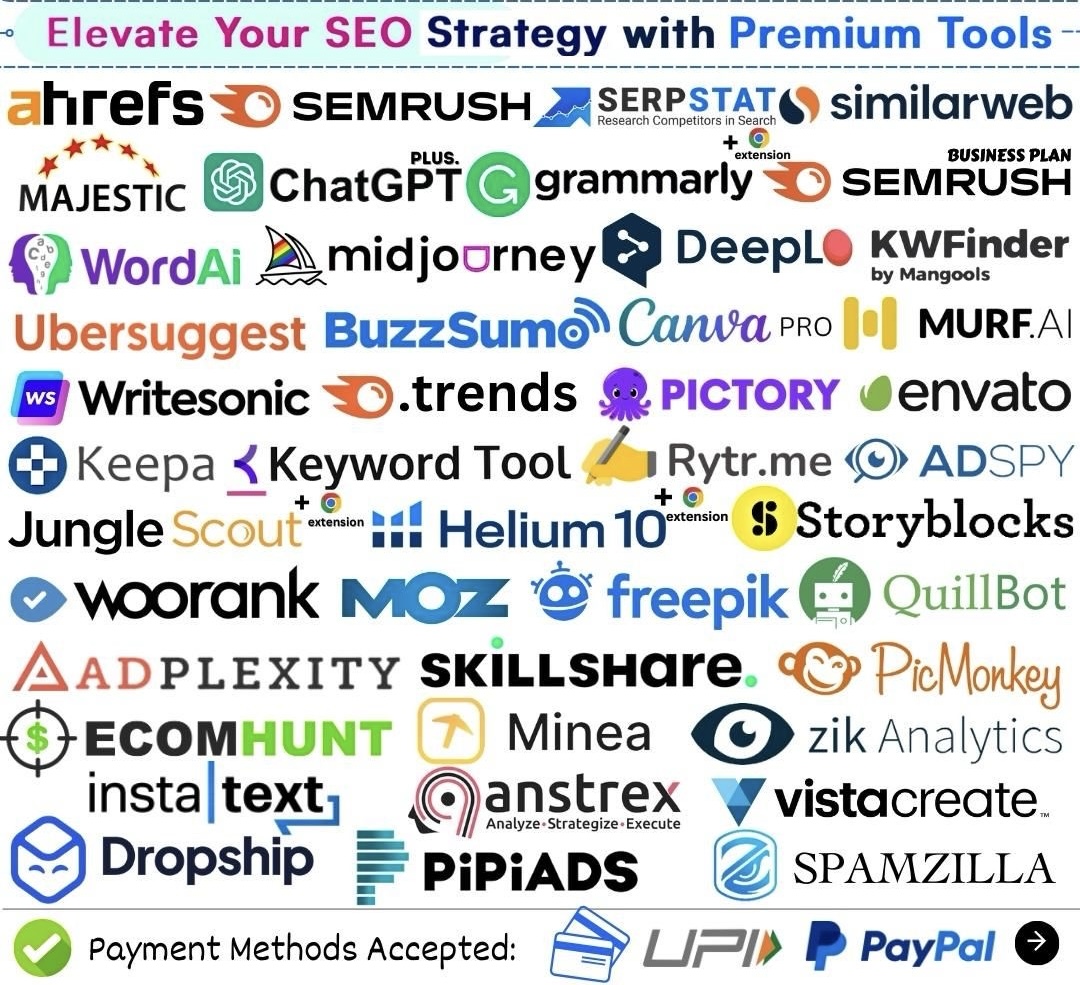 Elevate Your SEO Strategy with Premium Tools
ahrefs SEMRUSH SERPSTAT similarweb
Research Competitors in Search
MAJESTIC ChatGPT PLUS. grammarly + extension SEMRUSH BUSINESS PLAN
WordAi midjourney DeepL KWFinder
by Mangools
Ubersuggest BuzzSumo Canva PRO MURF.AI
WS Writesonic .trends PICTORY envato
Keepa Keyword Tool Rytr.me ADSPY
Jungle Scout + extension Helium 10 + extension Storyblocks
woorank MOZ freepik QuillBot
ADPLEXITY SKiLLSHare. PicMonkey
$ ECOMHUNT Minea zik Analytics
insta|text anstrex vistacreate™
Analyze•Strategize•Execute
Dropship PiPiADS SPAMZILLA
Payment Methods Accepted: UPI PayPal